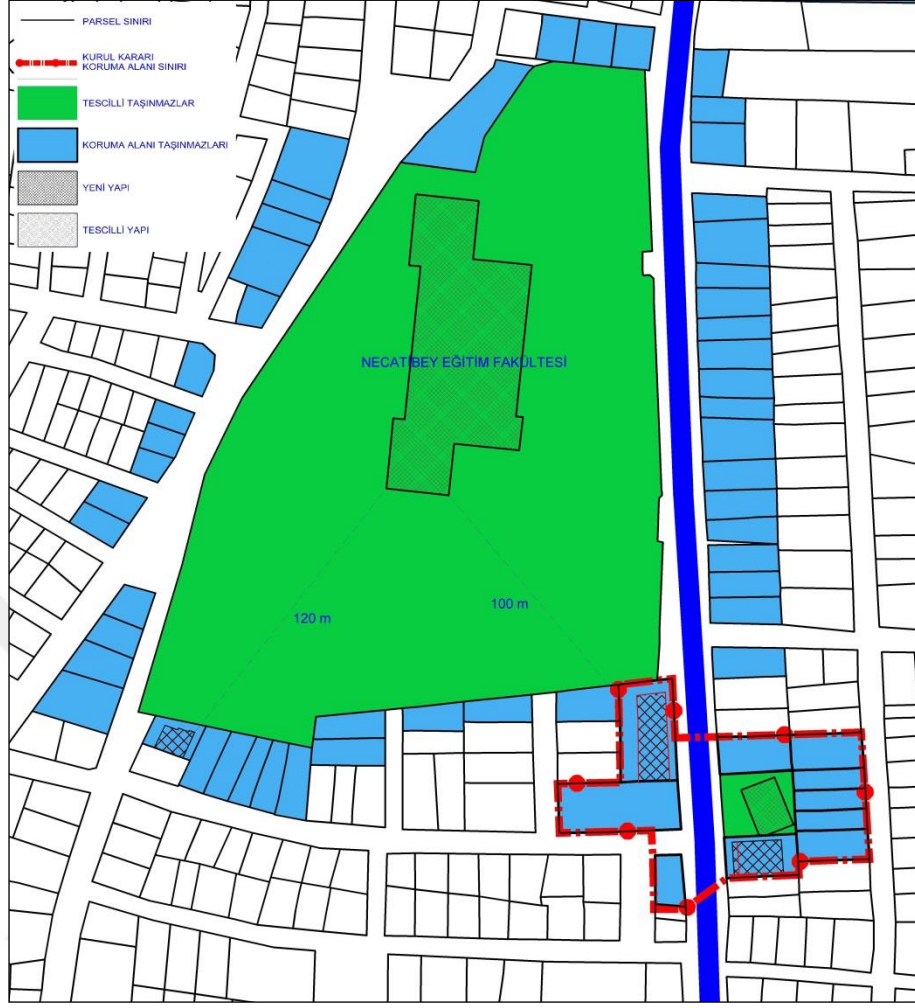 PARSEL SINIRI
KURUL KARARI
KORUMA ALANI SINIRI
TESCİLLİ TAŞINMAZLAR
KORUMA ALANI TAŞINMAZLARI
YENİ YAPI
TESCİLLİ YAPI
NECATİBEY EĞİTİM FAKÜLTESİ
120 m
100 m